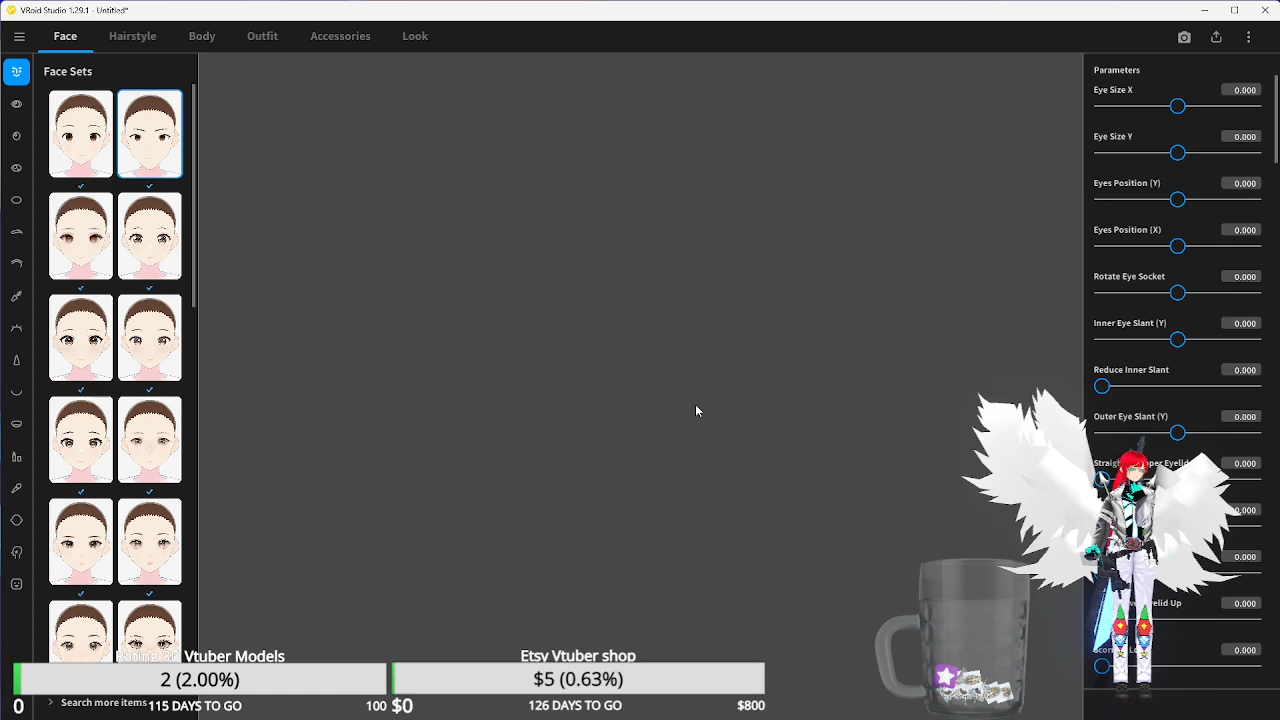 VRoid Studio 1.29.1 - Untitled*
Face
Hairstyle
Body
Outfit
Accessories
Look
Face Sets
Parameters
Eye Size X
0.000
Eye Size Y
0.000
Eyes Position (Y)
0.000
Eyes Position (X)
0.000
Rotate Eye Socket
0.000
Inner Eye Slant (Y)
0.000
Reduce Inner Slant
0.000
Outer Eye Slant (Y)
0.000
0.000
0.000
0.000
elid Up
0.000
0.000
Rating 3D Vtuber Models
2 (2.00%)
0
115 DAYS TO GO
100
Etsy Vtuber shop
$5 (0.63%)
$0
126 DAYS TO GO
$800
Search more items